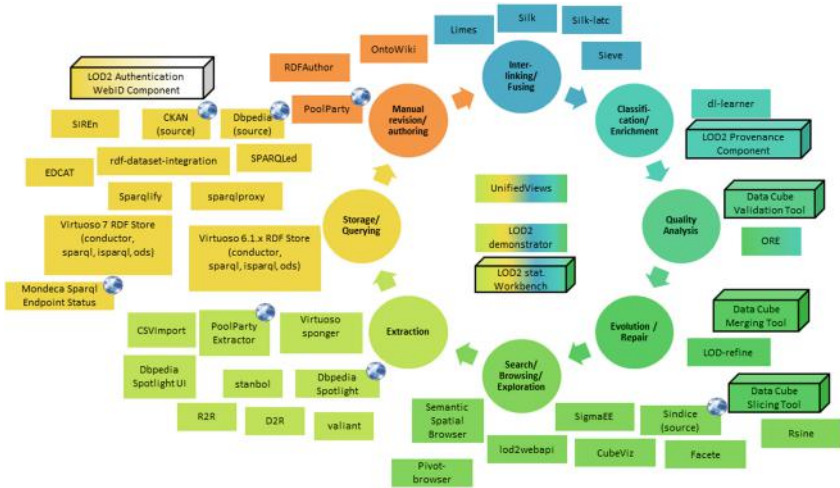 Limes
Silk
Silk-latc
Sieve
OntoWiki
RDFAuthor
PoolParty
Inter-
linking/
Fusing
Manual
revision/
authoring
Classifi-
cation/
Enrichment
dl-learner
LOD2 Provenance
Component
LOD2 Authentication
WebID Component
SIREn
CKAN
(source)
Dbpedia
(source)
rdf-dataset-integration
SPARQLed
EDCAT
Sparqlify
sparqlproxy
Storage/
Querying
Virtuoso 7 RDF Store
(conductor,
sparql, isparql, ods)
Virtuoso 6.1.x RDF Store
(conductor,
sparql, isparql, ods)
Mondeca Sparql
Endpoint Status
UnifiedViews
LOD2
demonstrator
LOD2 stat.
Workbench
Quality
Analysis
Data Cube
Validation Tool
ORE
Evolution /
Repair
Data Cube
Merging Tool
LOD-refine
Extraction
CSVImport
PoolParty
Extractor
Virtuoso
sponger
Dbpedia
Spotlight UI
stanbol
Dbpedia
Spotlight
R2R
D2R
valiant
Search/
Browsing/
Exploration
Data Cube
Slicing Tool
Semantic
Spatial
Browser
SigmaEE
Sindice
(source)
Rsine
lod2webapi
CubeViz
Facete
Pivot-
browser